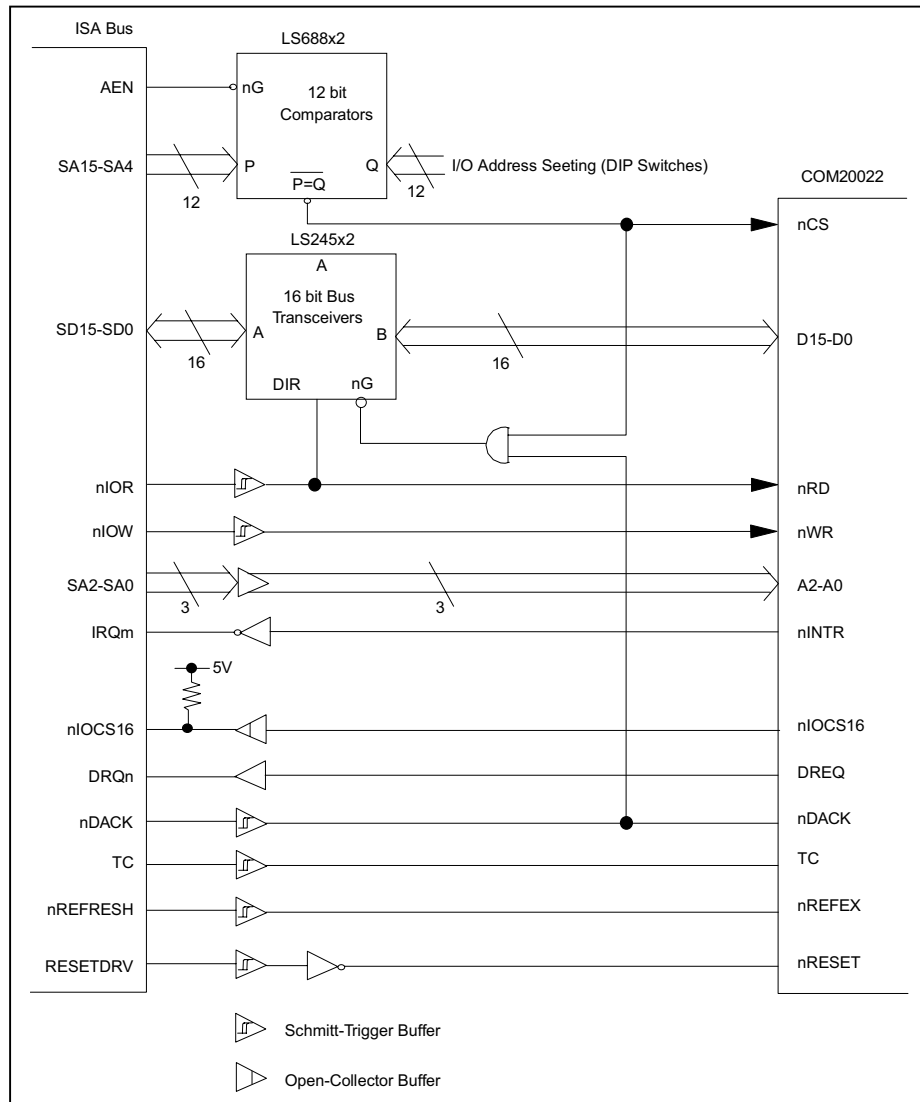 ISA Bus
LS688x2
AEN
nG
12 bit
Comparators
SA15-SA4
P
Q
I/O Address Seeting (DIP Switches)
12
12
P=Q
COM20022
nCS
LS245x2
A
16 bit Bus
Transceivers
SD15-SD0
A
B
D15-D0
16
16
DIR
nG
nIOR
nRD
nIOW
nWR
SA2-SA0
A2-A0
3
3
IRQm
nINTR
5V
nIOCS16
nIOCS16
DRQn
DREQ
nDACK
nDACK
TC
TC
nREFRESH
nREFEX
RESETDRV
nRESET
Schmitt-Trigger Buffer
Open-Collector Buffer